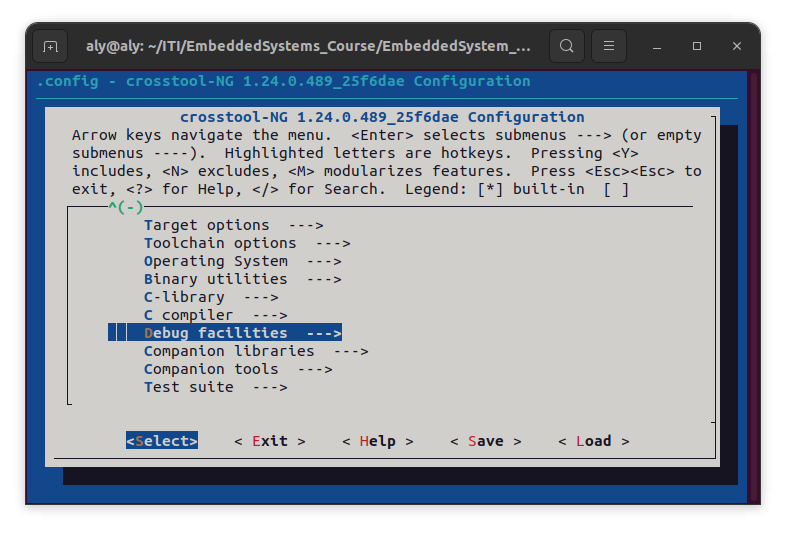 aly@aly: ~/ITI/EmbeddedSystems_Course/EmbeddedSystem_...
.config - crosstool-NG 1.24.0.489_25f6dae Configuration
crosstool-NG 1.24.0.489_25f6dae Configuration
Arrow keys navigate the menu.  <Enter> selects submenus ---> (or empty
submenus ----).  Highlighted letters are hotkeys.  Pressing <Y>
includes, <N> excludes, <M> modularizes features.  Press <Esc><Esc> to
exit, <?> for Help, </> for Search.  Legend: [*] built-in  [ ]
^(-)
Target options  --->
Toolchain options  --->
Operating System  --->
Binary utilities  --->
C-library  --->
C compiler  --->
Debug facilities  --->
Companion libraries  --->
Companion tools  --->
Test suite  --->
<Select>    < Exit >    < Help >    < Save >    < Load >